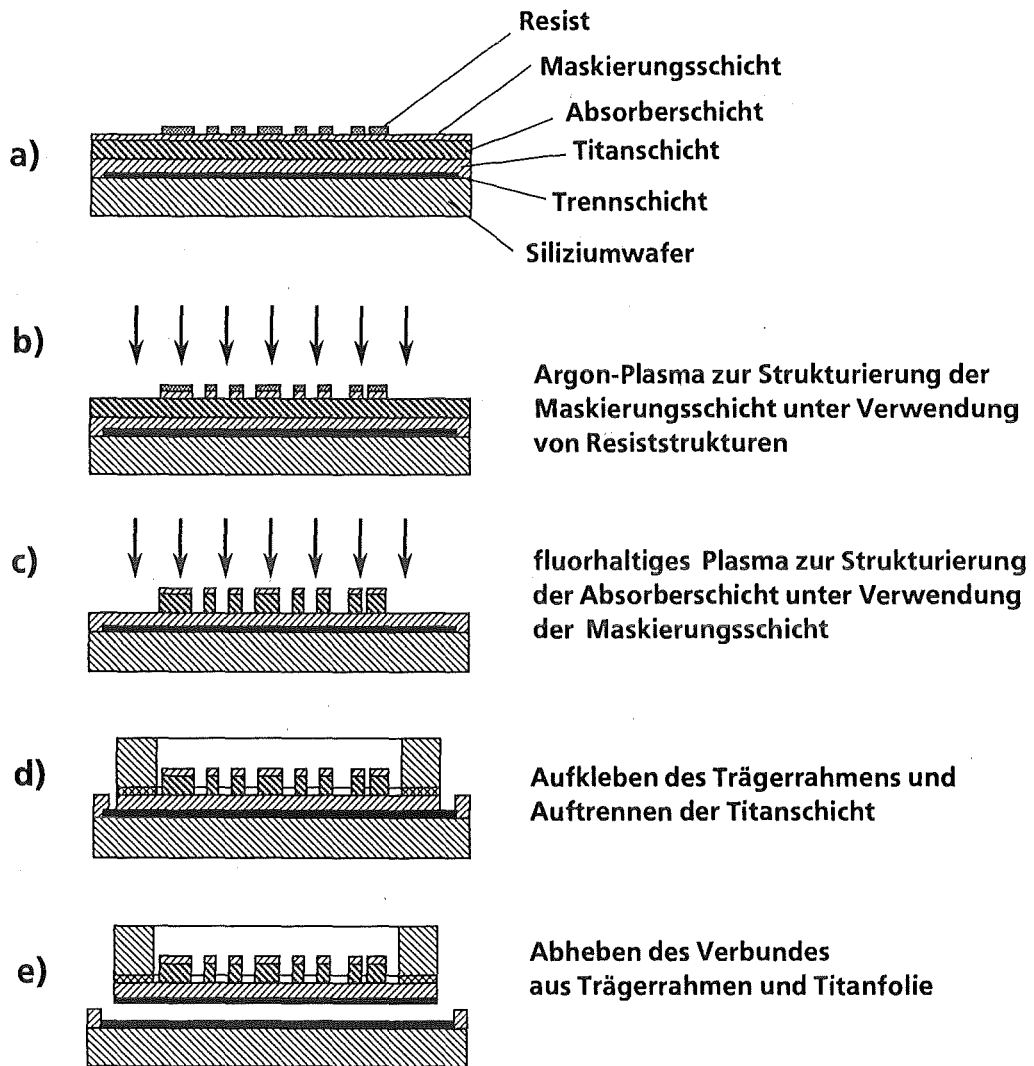 Resist
Maskierungsschicht
Absorberschicht
a)
Titanschicht
Trennschicht
Siliziumwafer
b)
Argon-Plasma zur Strukturierung der
Maskierungsschicht unter Verwendung
von Resiststrukturen
c)
fluorhaltiges Plasma zur Strukturierung
der Absorberschicht unter Verwendung
der Maskierungsschicht
d)
Aufkleben des Trägerrahmens und
Auftrennen der Titanschicht
e)
Abheben des Verbundes
aus Trägerrahmen und Titanfolie